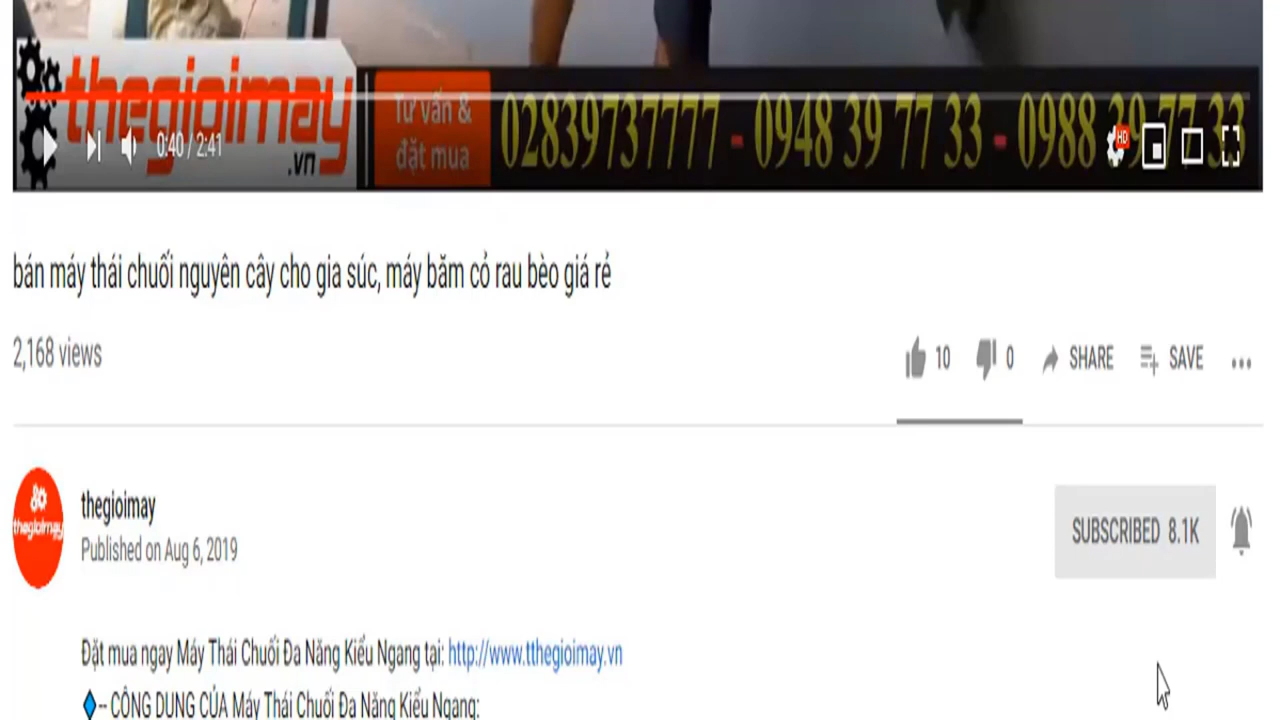 thegioimay
.vn
Tư vấn &
đặt mua
02839737777 - 0948 39 77 33 - 0988 39 77 33
HD
0:40 / 2:41
bán máy thái chuối nguyên cây cho gia súc, máy băm cỏ rau bèo giá rẻ
2,168 views
10 0 SHARE SAVE
thegioimay
thegioimay
Published on Aug 6, 2019
SUBSCRIBED 8.1K
Đặt mua ngay Máy Thái Chuối Đa Năng Kiểu Ngang tại: http://www.tthegioimay.vn
-- CÔNG DỤNG CỦA Máy Thái Chuối Đa Năng Kiểu Ngang: